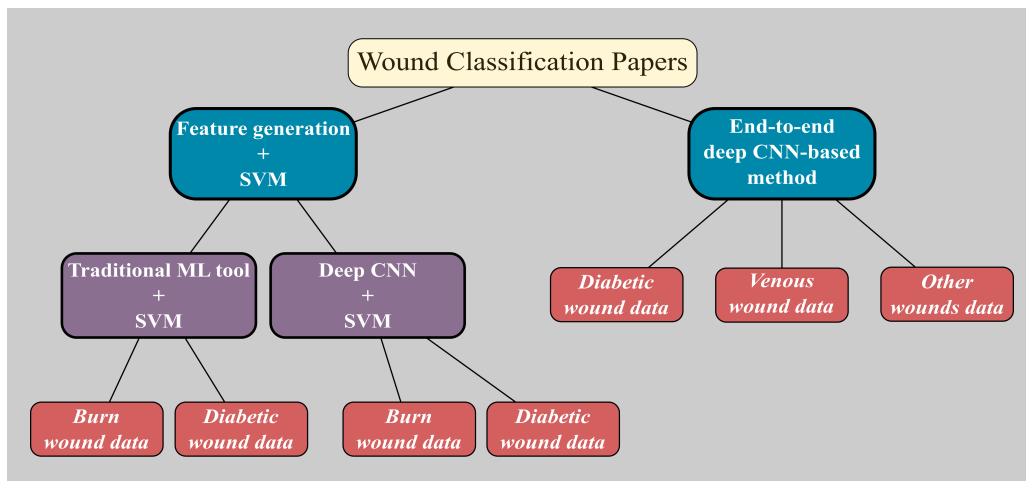 Wound Classification Papers
Feature generation
+
SVM
End-to-end
deep CNN-based
method
Traditional ML tool
+
SVM
Deep CNN
+
SVM
Diabetic
wound data
Venous
wound data
Other
wounds data
Burn
wound data
Diabetic
wound data
Burn
wound data
Diabetic
wound data